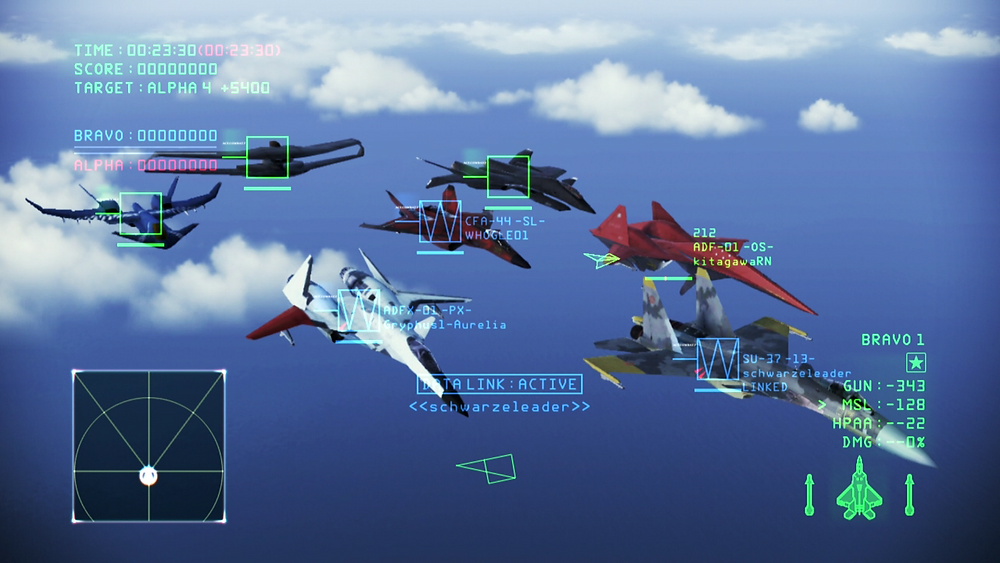 TIME : 00:23:30(00:23:30)
SCORE : 00000000
TARGET : ALPHA 4 +5400
BRAVO : 00000000
ALPHA : 00000000
CFA-44 -SL-
WHOGLE01
212
ADF-01 -OS-
kitagawaRN
ADFX-01 -PX-
Gryphus1-Aurelia
SU-37 -13-
schwarzeleader
LINKED
DATA LINK : ACTIVE
<<schwarzeleader>>
BRAVO 1
GUN :--343
> MSL :--128
HPAA :---22
DMG :---0%